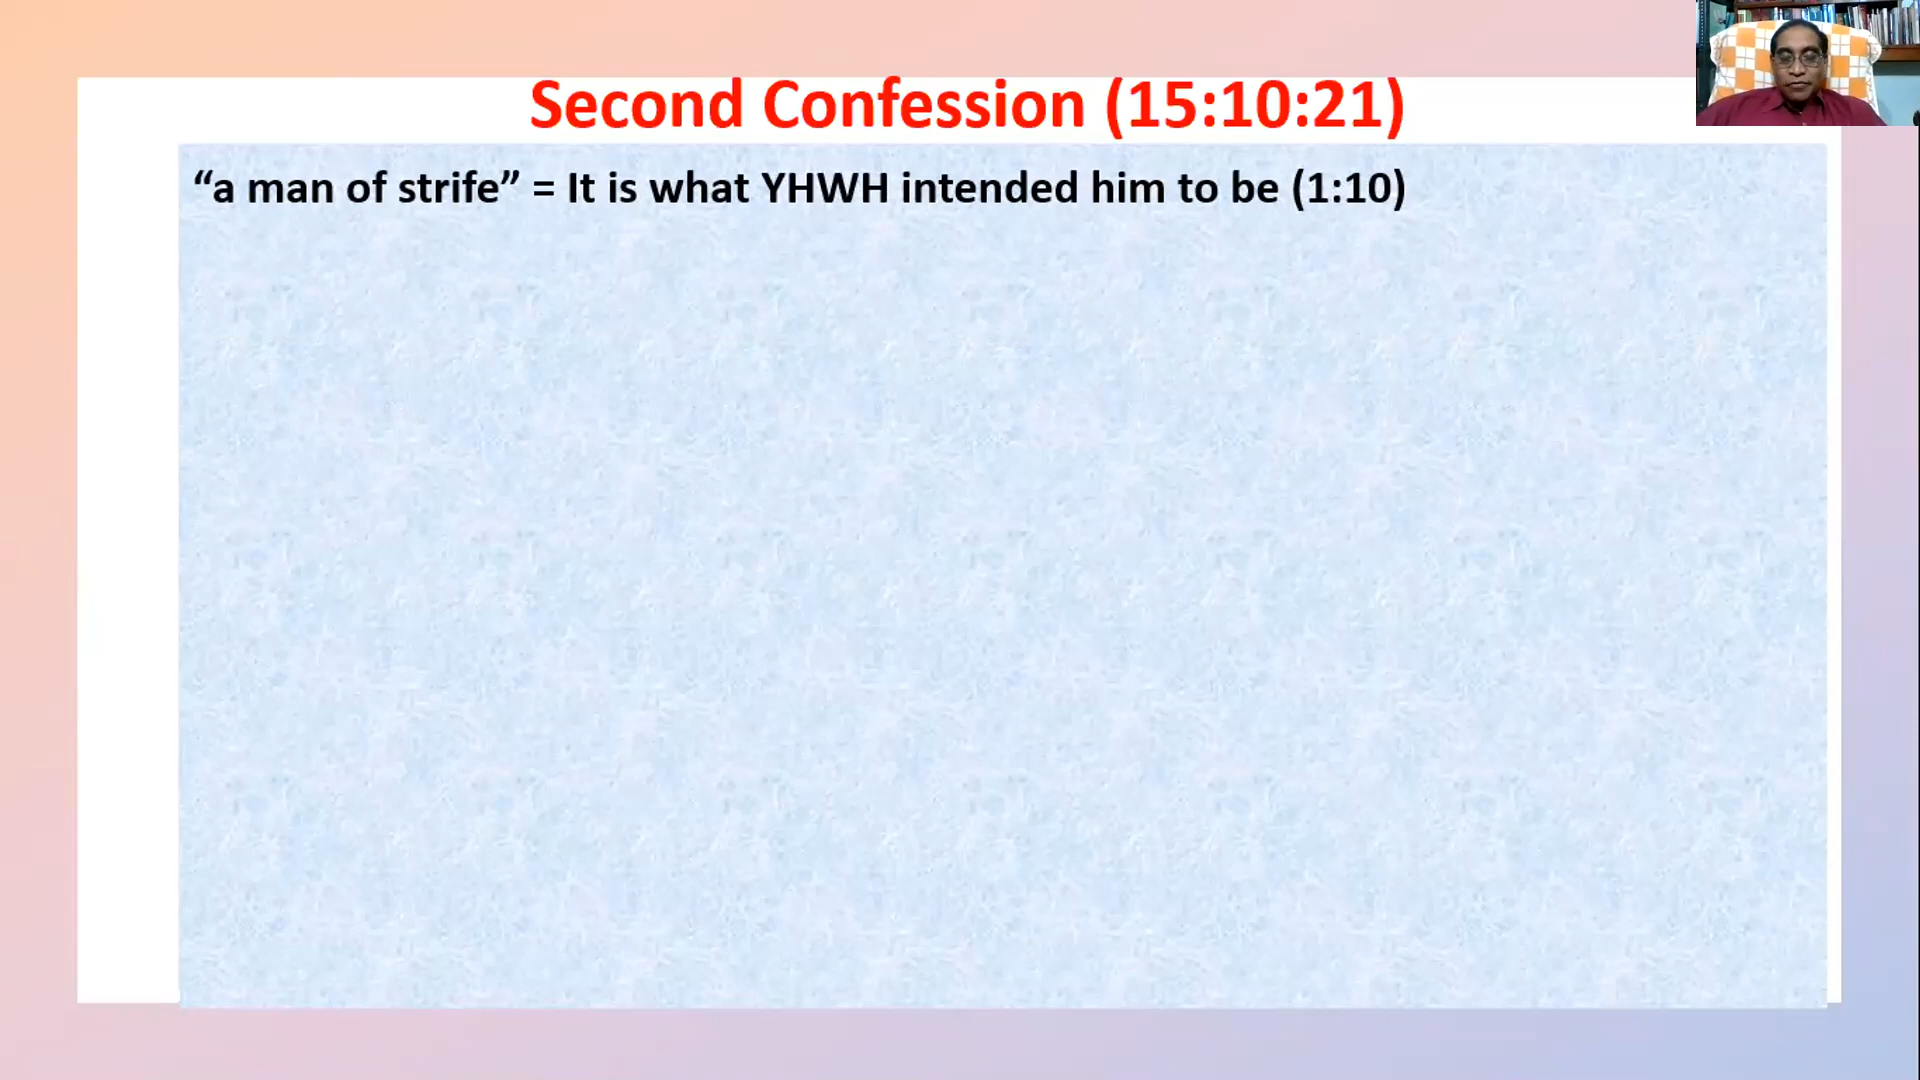 Second Confession (15:10:21)
“a man of strife” = It is what YHWH intended him to be (1:10)